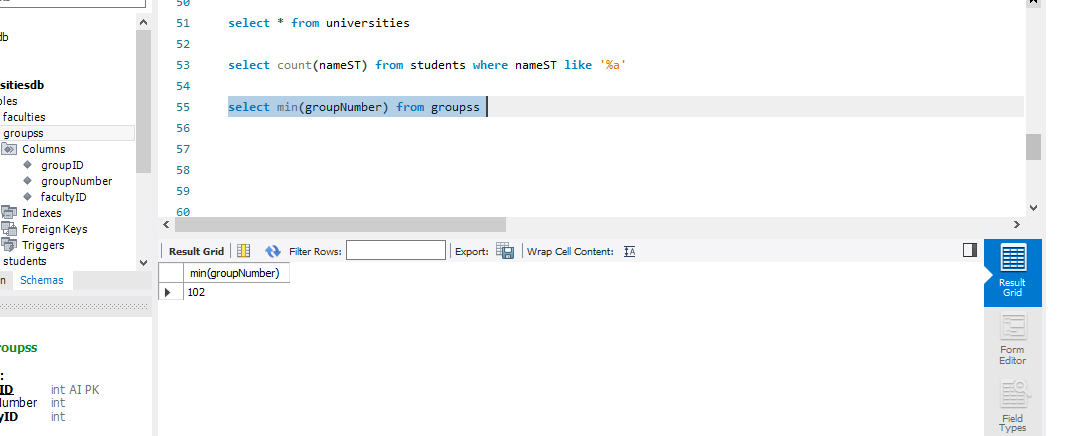 db
sitiesdb
bles
faculties
groupss
Columns
groupID
groupNumber
facultyID
Indexes
Foreign Keys
Triggers
students
n Schemas
roupss
:
ID int AI PK
Number int
yID int
50
51 select * from universities
52
53 select count(nameST) from students where nameST like '%a'
54
55 select min(groupNumber) from groupss
56
57
58
59
60
Result Grid Filter Rows: Export: Wrap Cell Content:
min(groupNumber)
102
Result
Grid
Form
Editor
Field
Types